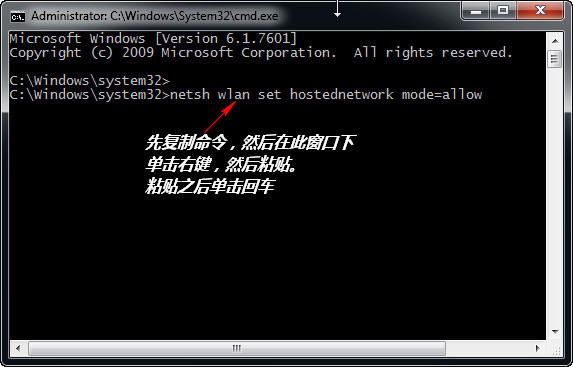 Administrator: C:\Windows\System32\cmd.exe
Microsoft Windows [Version 6.1.7601]
Copyright (c) 2009 Microsoft Corporation.  All rights reserved.
C:\Windows\system32>
C:\Windows\system32>netsh wlan set hostednetwork mode=allow
先复制命令，然后在此窗口下
单击右键，然后粘贴。
粘贴之后单击回车